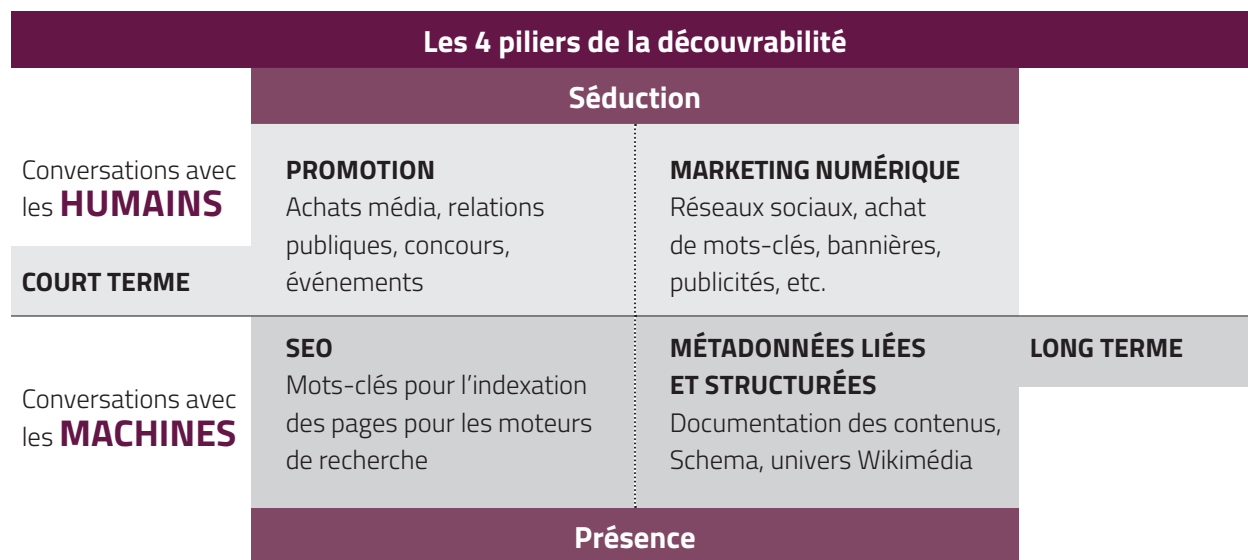 Les 4 piliers de la découvrabilité
Séduction
Conversations avec
les HUMAINS
COURT TERME
PROMOTION
Achats média, relations
publiques, concours,
événements
MARKETING NUMÉRIQUE
Réseaux sociaux, achat
de mots-clés, bannières,
publicités, etc.
Conversations avec
les MACHINES
SEO
Mots-clés pour l’indexation
des pages pour les moteurs
de recherche
MÉTADONNÉES LIÉES
ET STRUCTURÉES
Documentation des contenus,
Schema, univers Wikimédia
LONG TERME
Présence